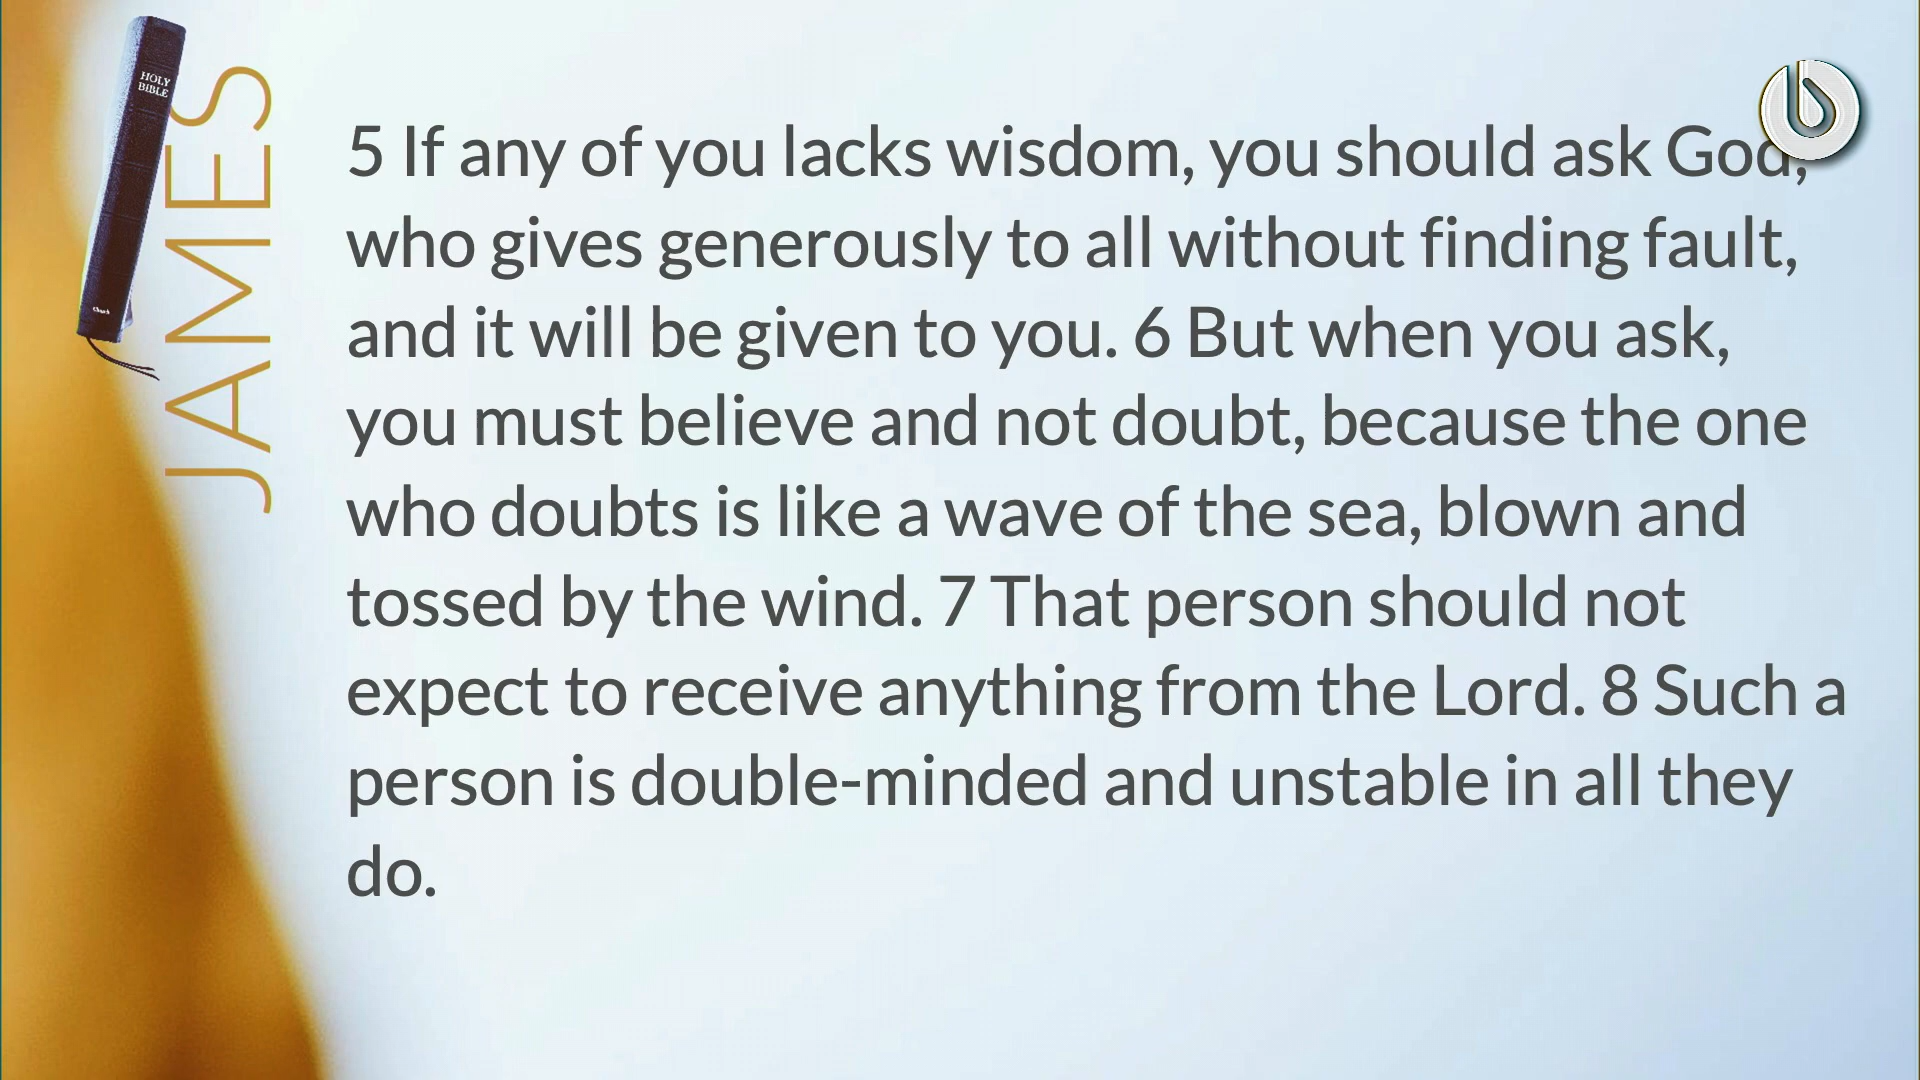 HOLY
BIBLE
Church
JAMES
5 If any of you lacks wisdom, you should ask God,
who gives generously to all without finding fault,
and it will be given to you. 6 But when you ask,
you must believe and not doubt, because the one
who doubts is like a wave of the sea, blown and
tossed by the wind. 7 That person should not
expect to receive anything from the Lord. 8 Such a
person is double-minded and unstable in all they
do.